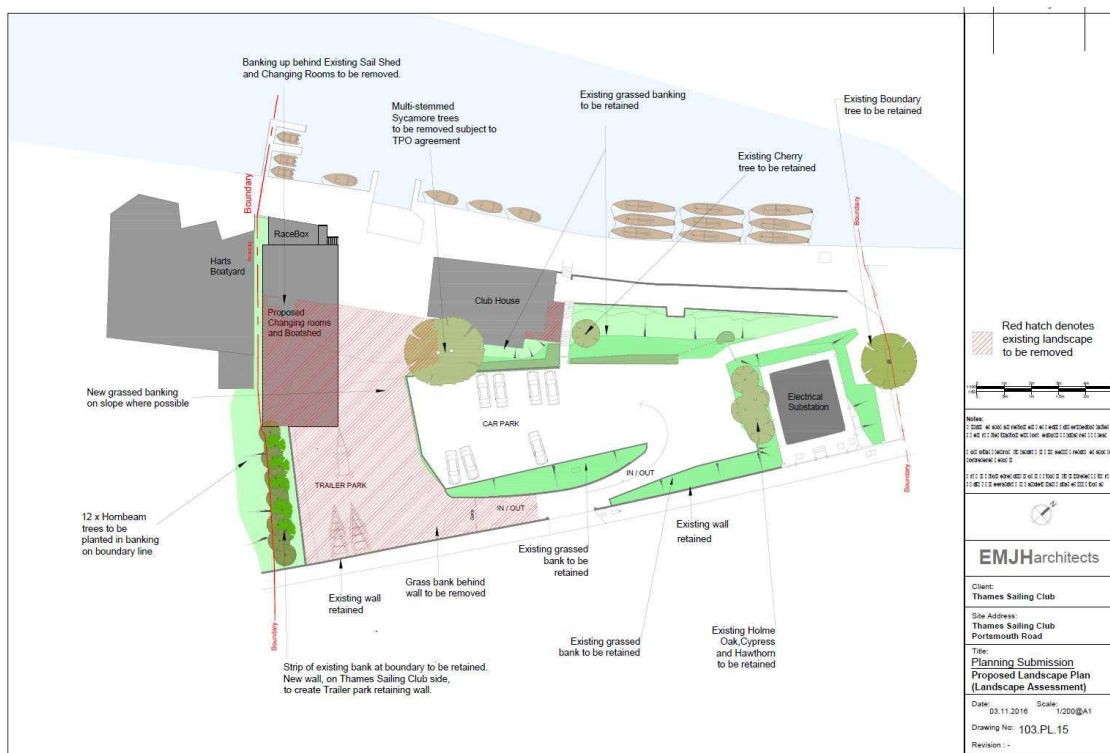 Banking up behind Existing Sail Shed
and Changing Rooms to be removed.
Multi-stemmed
Sycamore trees
to be removed subject to
TPO agreement
Existing grassed banking
to be retained
Existing Cherry
tree to be retained
Existing Boundary
tree to be retained
Boundary
Boundary
RaceBox
Harts
Boatyard
Proposed
Changing rooms
and Boatshed
Club House
New grassed banking
on slope where possible
CAR PARK
Electrical
Substation
TRAILER PARK
IN / OUT
IN / OUT
12 x Hornbeam
trees to be
planted in banking
on boundary line
Existing wall
retained
Grass bank behind
wall to be removed
Existing grassed
bank to be
retained
Existing wall
retained
Existing grassed
bank to be retained
Existing Holme
Oak,Cypress
and Hawthorn
to be retained
Boundary
Boundary
Strip of existing bank at boundary to be retained.
New wall, on Thames Sailing Club side,
to create Trailer park retaining wall.
Red hatch denotes
existing landscape
to be removed
Notes:
N
EMJHarchitects
Client:
Thames Sailing Club
Site Address:
Thames Sailing Club
Portsmouth Road
Title:
Planning Submission
Proposed Landscape Plan
(Landscape Assessment)
Date: Scale:
03.11.2016 1/200@A1
Drawing No: 103.PL.15
Revision : -